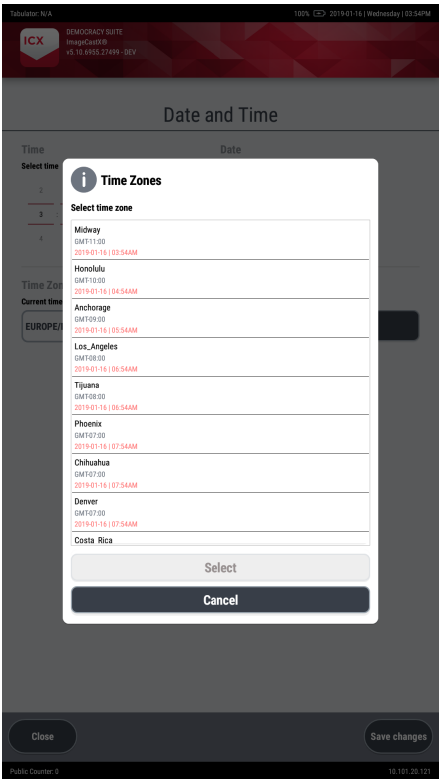 Tabulator: N/A
100% 2019-01-16 | Wednesday | 03:54PM
ICX
DEMOCRACY SUITE
ImageCastX®
v5.10.6955.27499 - DEV
Date and Time
Time
Date
Select time
2
3
4
Time Zon
Current time
EUROPE/
Time Zones
Select time zone
Midway
GMT-11:00
2019-01-16 | 03:54AM
Honolulu
GMT-10:00
2019-01-16 | 04:54AM
Anchorage
GMT-09:00
2019-01-16 | 05:54AM
Los_Angeles
GMT-08:00
2019-01-16 | 06:54AM
Tijuana
GMT-08:00
2019-01-16 | 06:54AM
Phoenix
GMT-07:00
2019-01-16 | 07:54AM
Chihuahua
GMT-07:00
2019-01-16 | 07:54AM
Denver
GMT-07:00
2019-01-16 | 07:54AM
Costa_Rica
Select
Cancel
Close
Save changes
Public Counter: 0
10.101.20.121